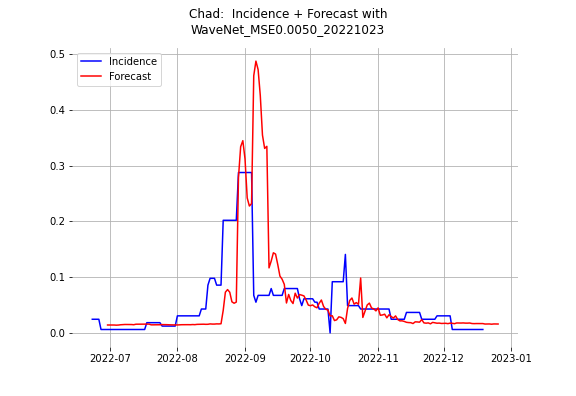 Chad:  Incidence + Forecast with
WaveNet_MSE0.0050_20221023
Incidence
Forecast
0.5
0.4
0.3
0.2
0.1
0.0
2022-07 2022-08 2022-09 2022-10 2022-11 2022-12 2023-01